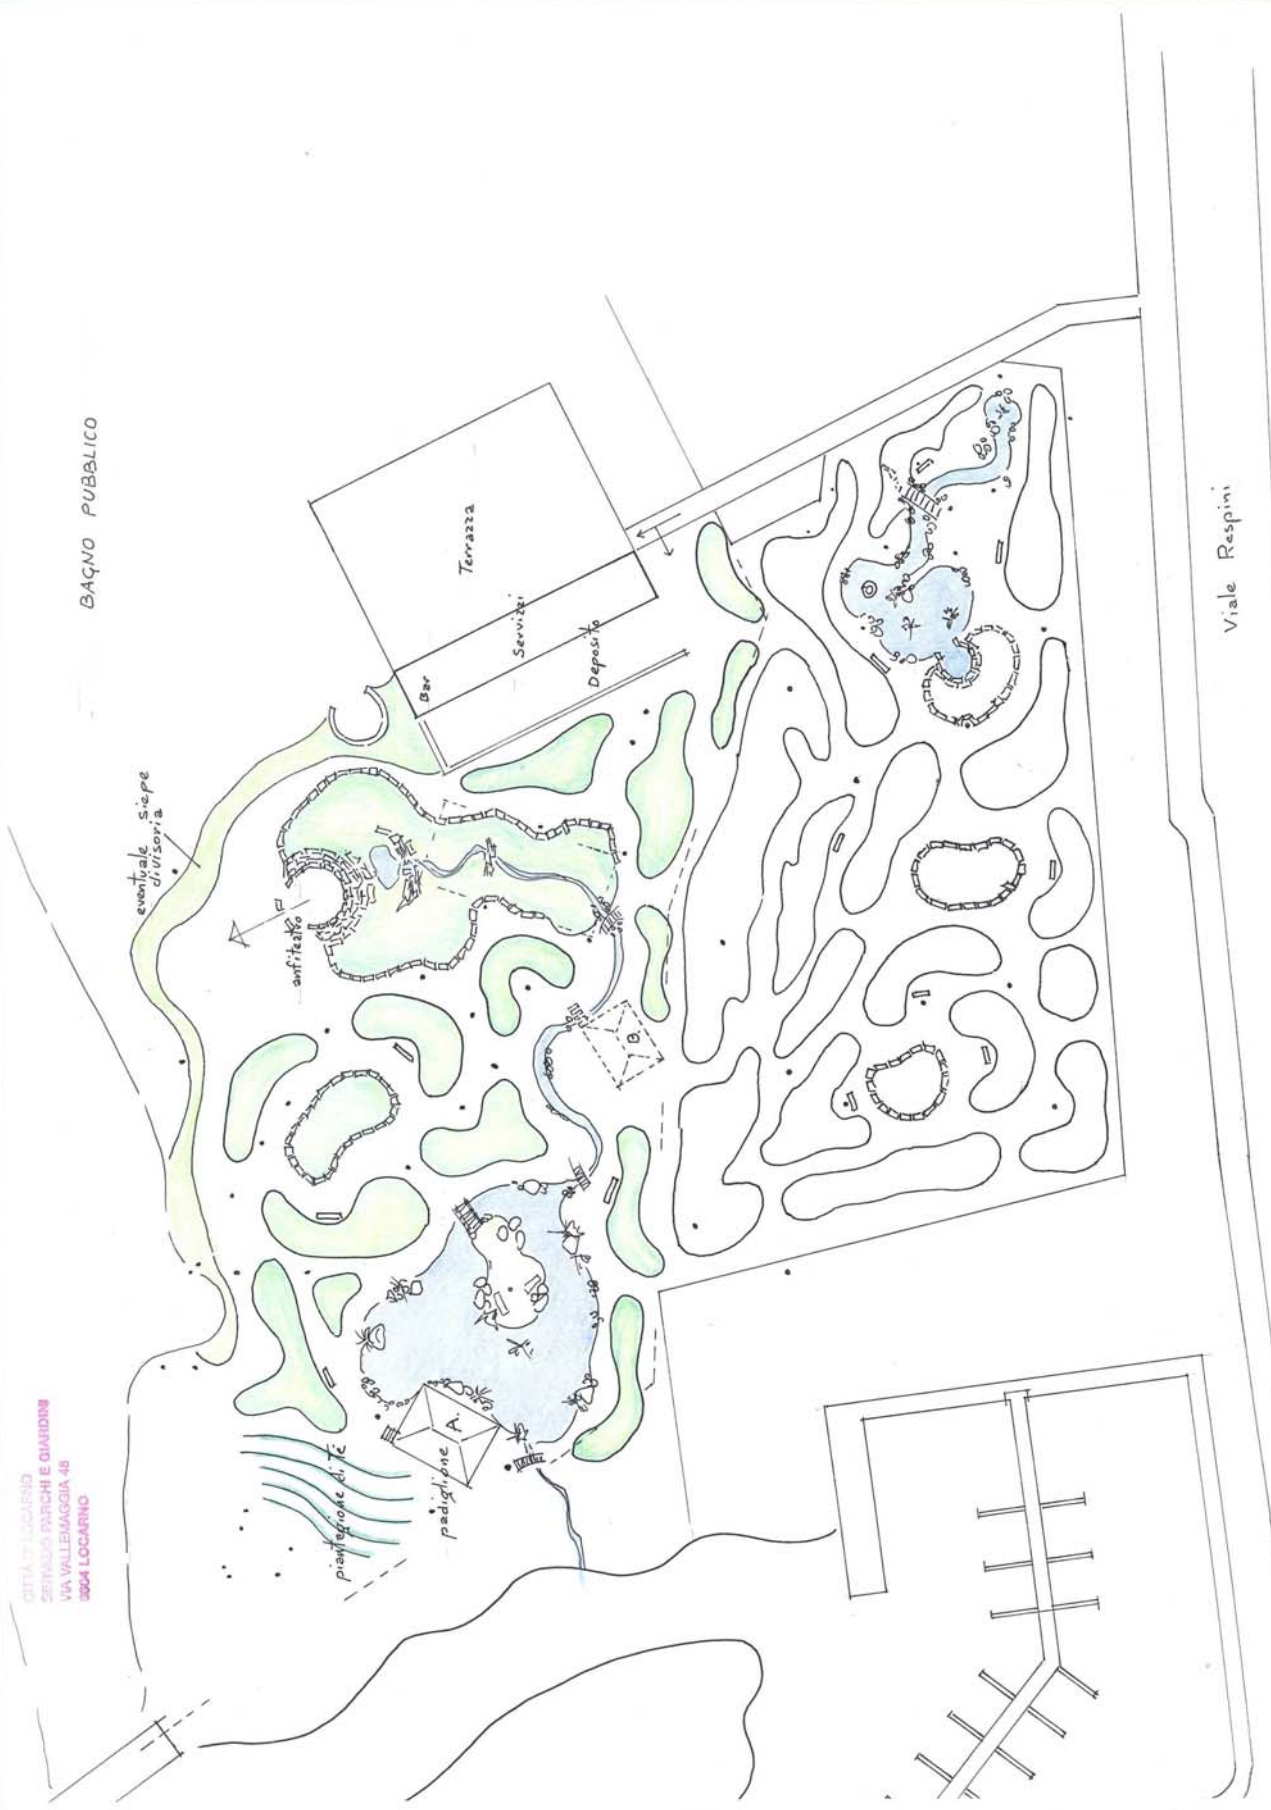 CITTÀ DI LOCARNO
SERVIZIO PARCHI E GIARDINI
VIA VALLEMAGGIA 48
6604 LOCARNO
BAGNO PUBBLICO
eventuale siepe
divisoria
Terrazza
Servizi
Deposito
Bar
anfiteatro
B.
A.
padiglione
piantagione di tè
Viale Respini